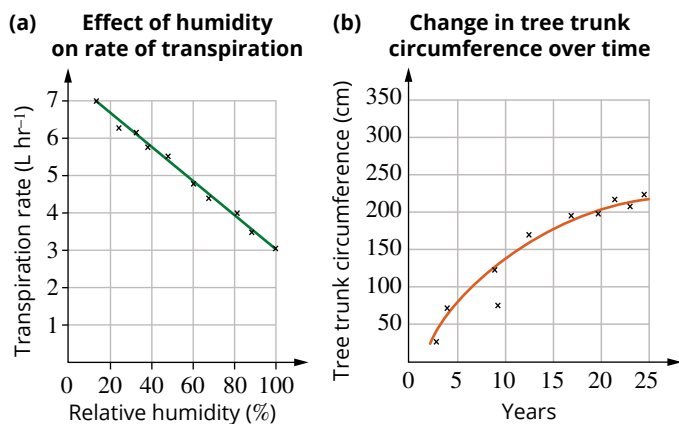 (a) Effect of humidity
on rate of transpiration
Transpiration rate (L hr⁻¹)
7
6
5
4
3
2
1
0 20 40 60 80 100
Relative humidity (%)
(b) Change in tree trunk
circumference over time
Tree trunk circumference (cm)
350
300
250
200
150
100
50
0 5 10 15 20 25
Years